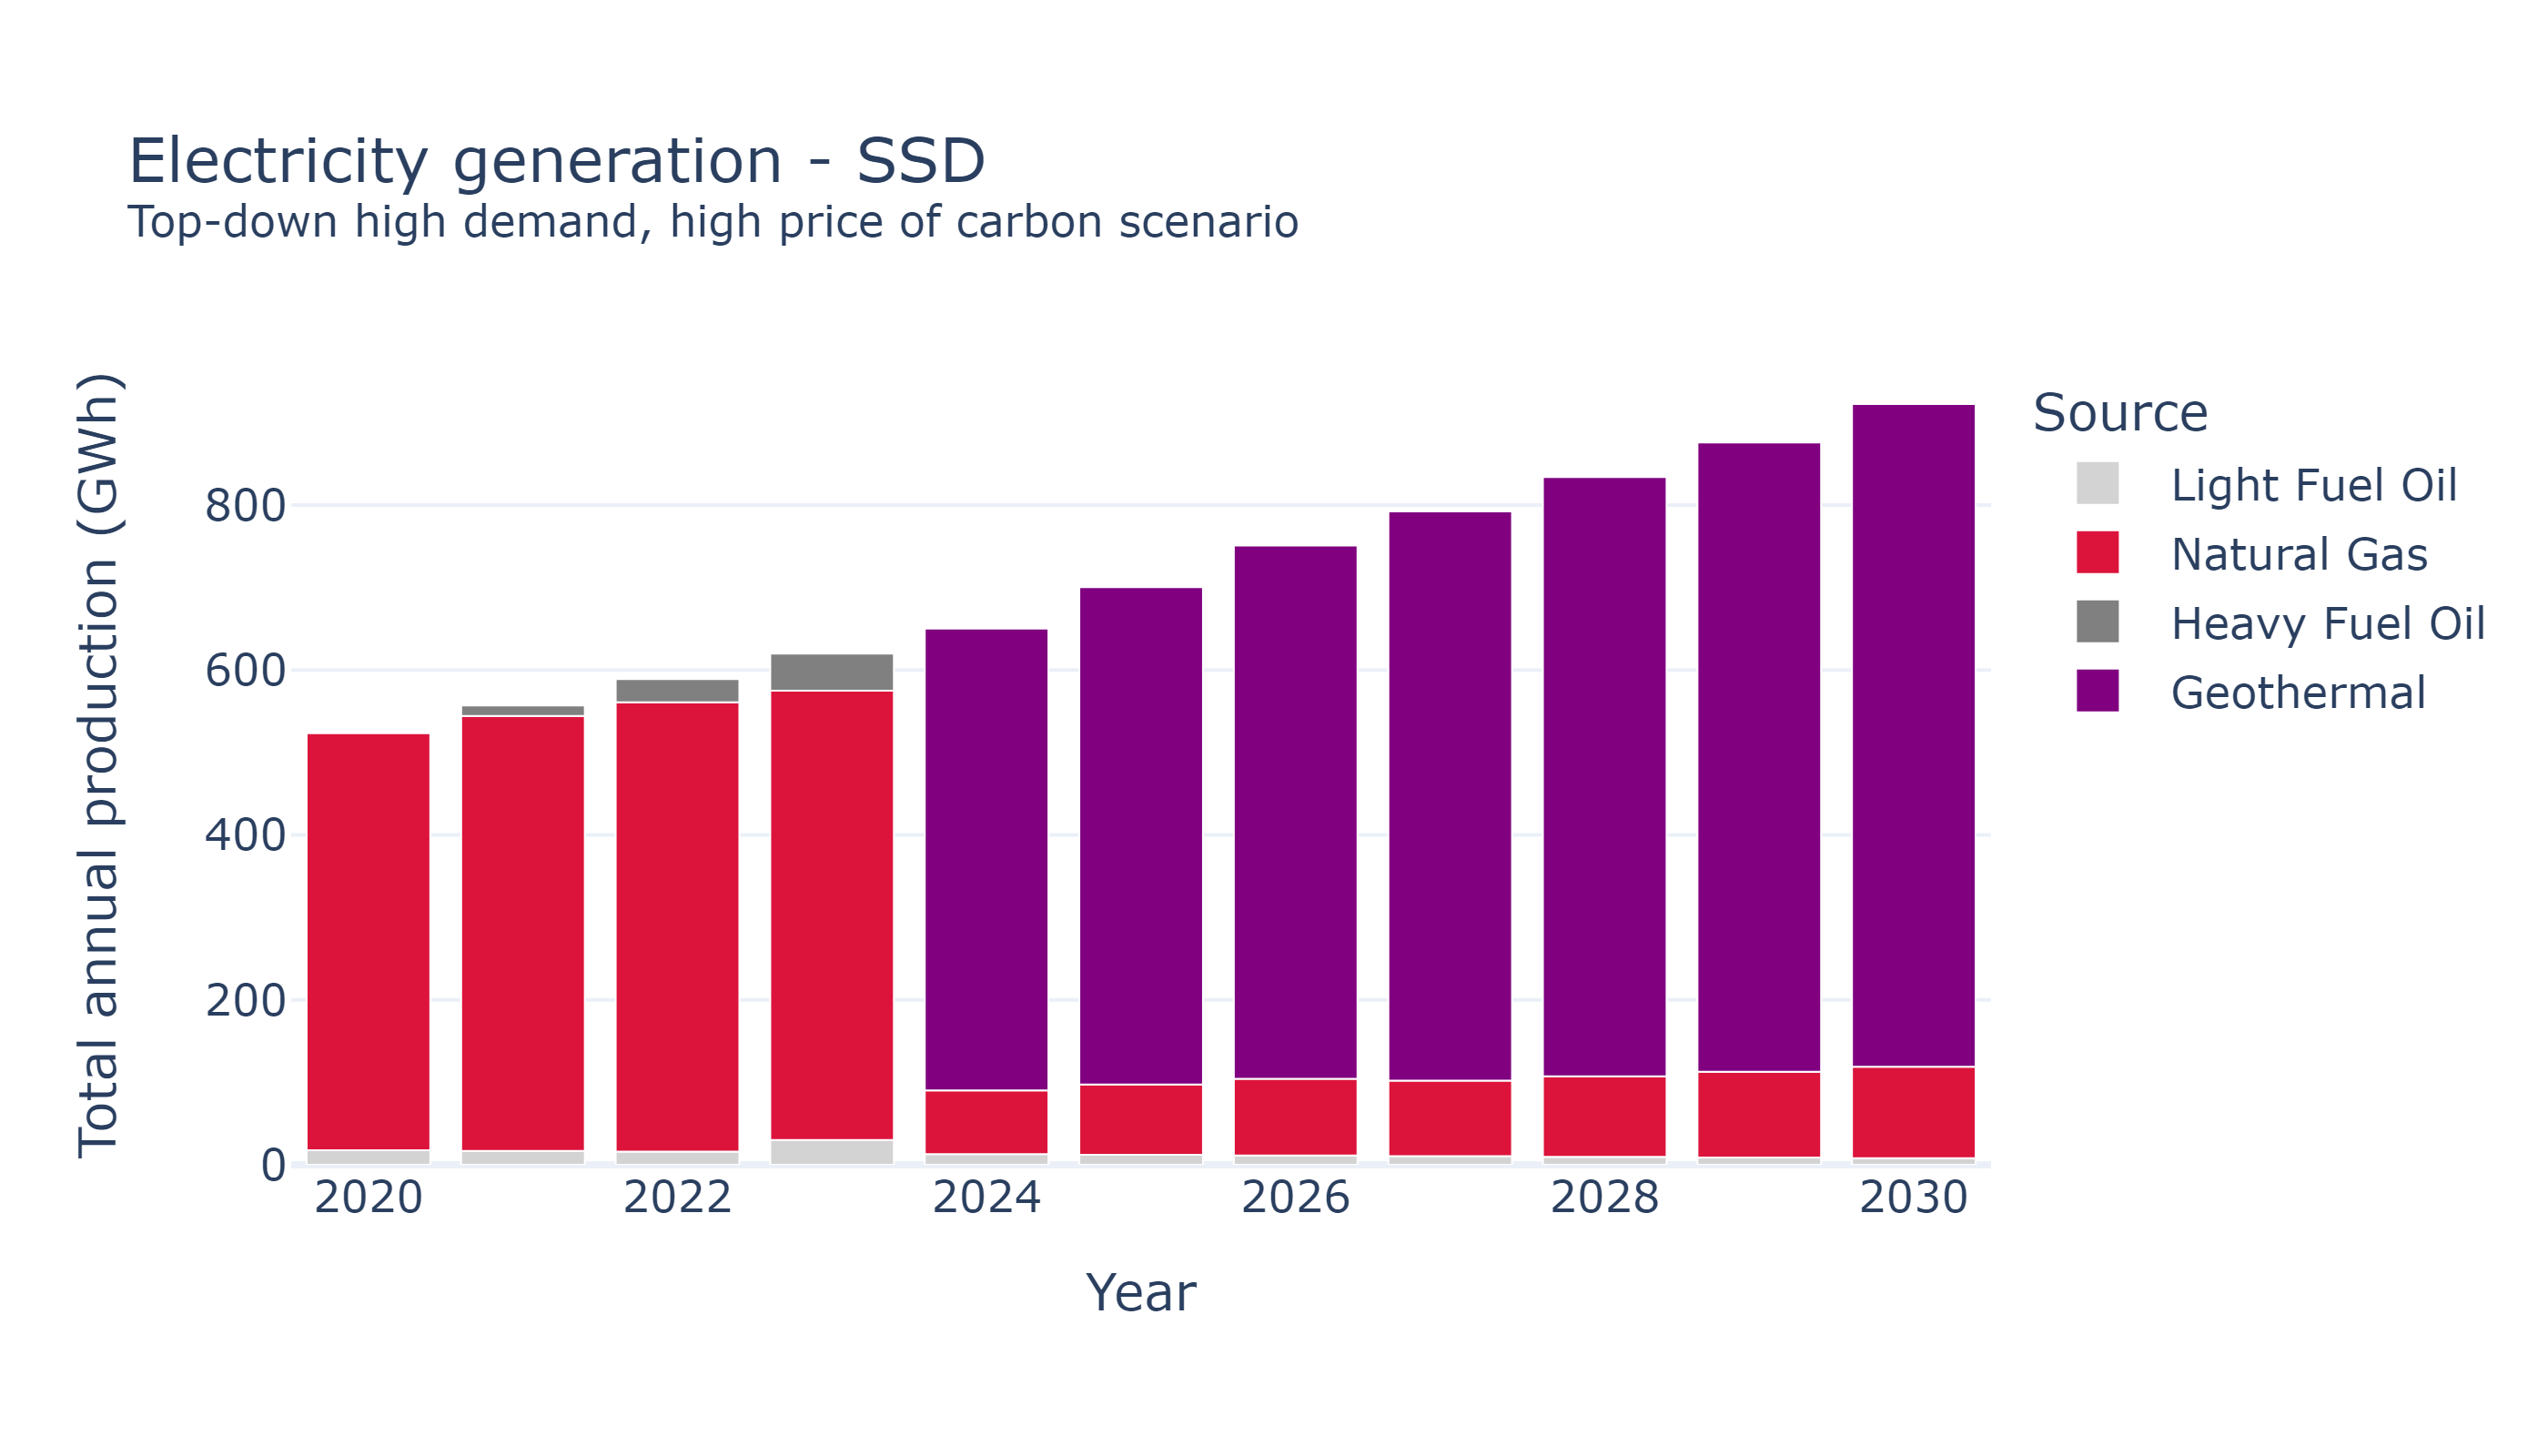 Electricity generation - SSD
Top-down high demand, high price of carbon scenario
Total annual production (GWh)
800
600
400
200
0
2020
2022
2024
2026
2028
2030
Year
Source
Light Fuel Oil
Natural Gas
Heavy Fuel Oil
Geothermal